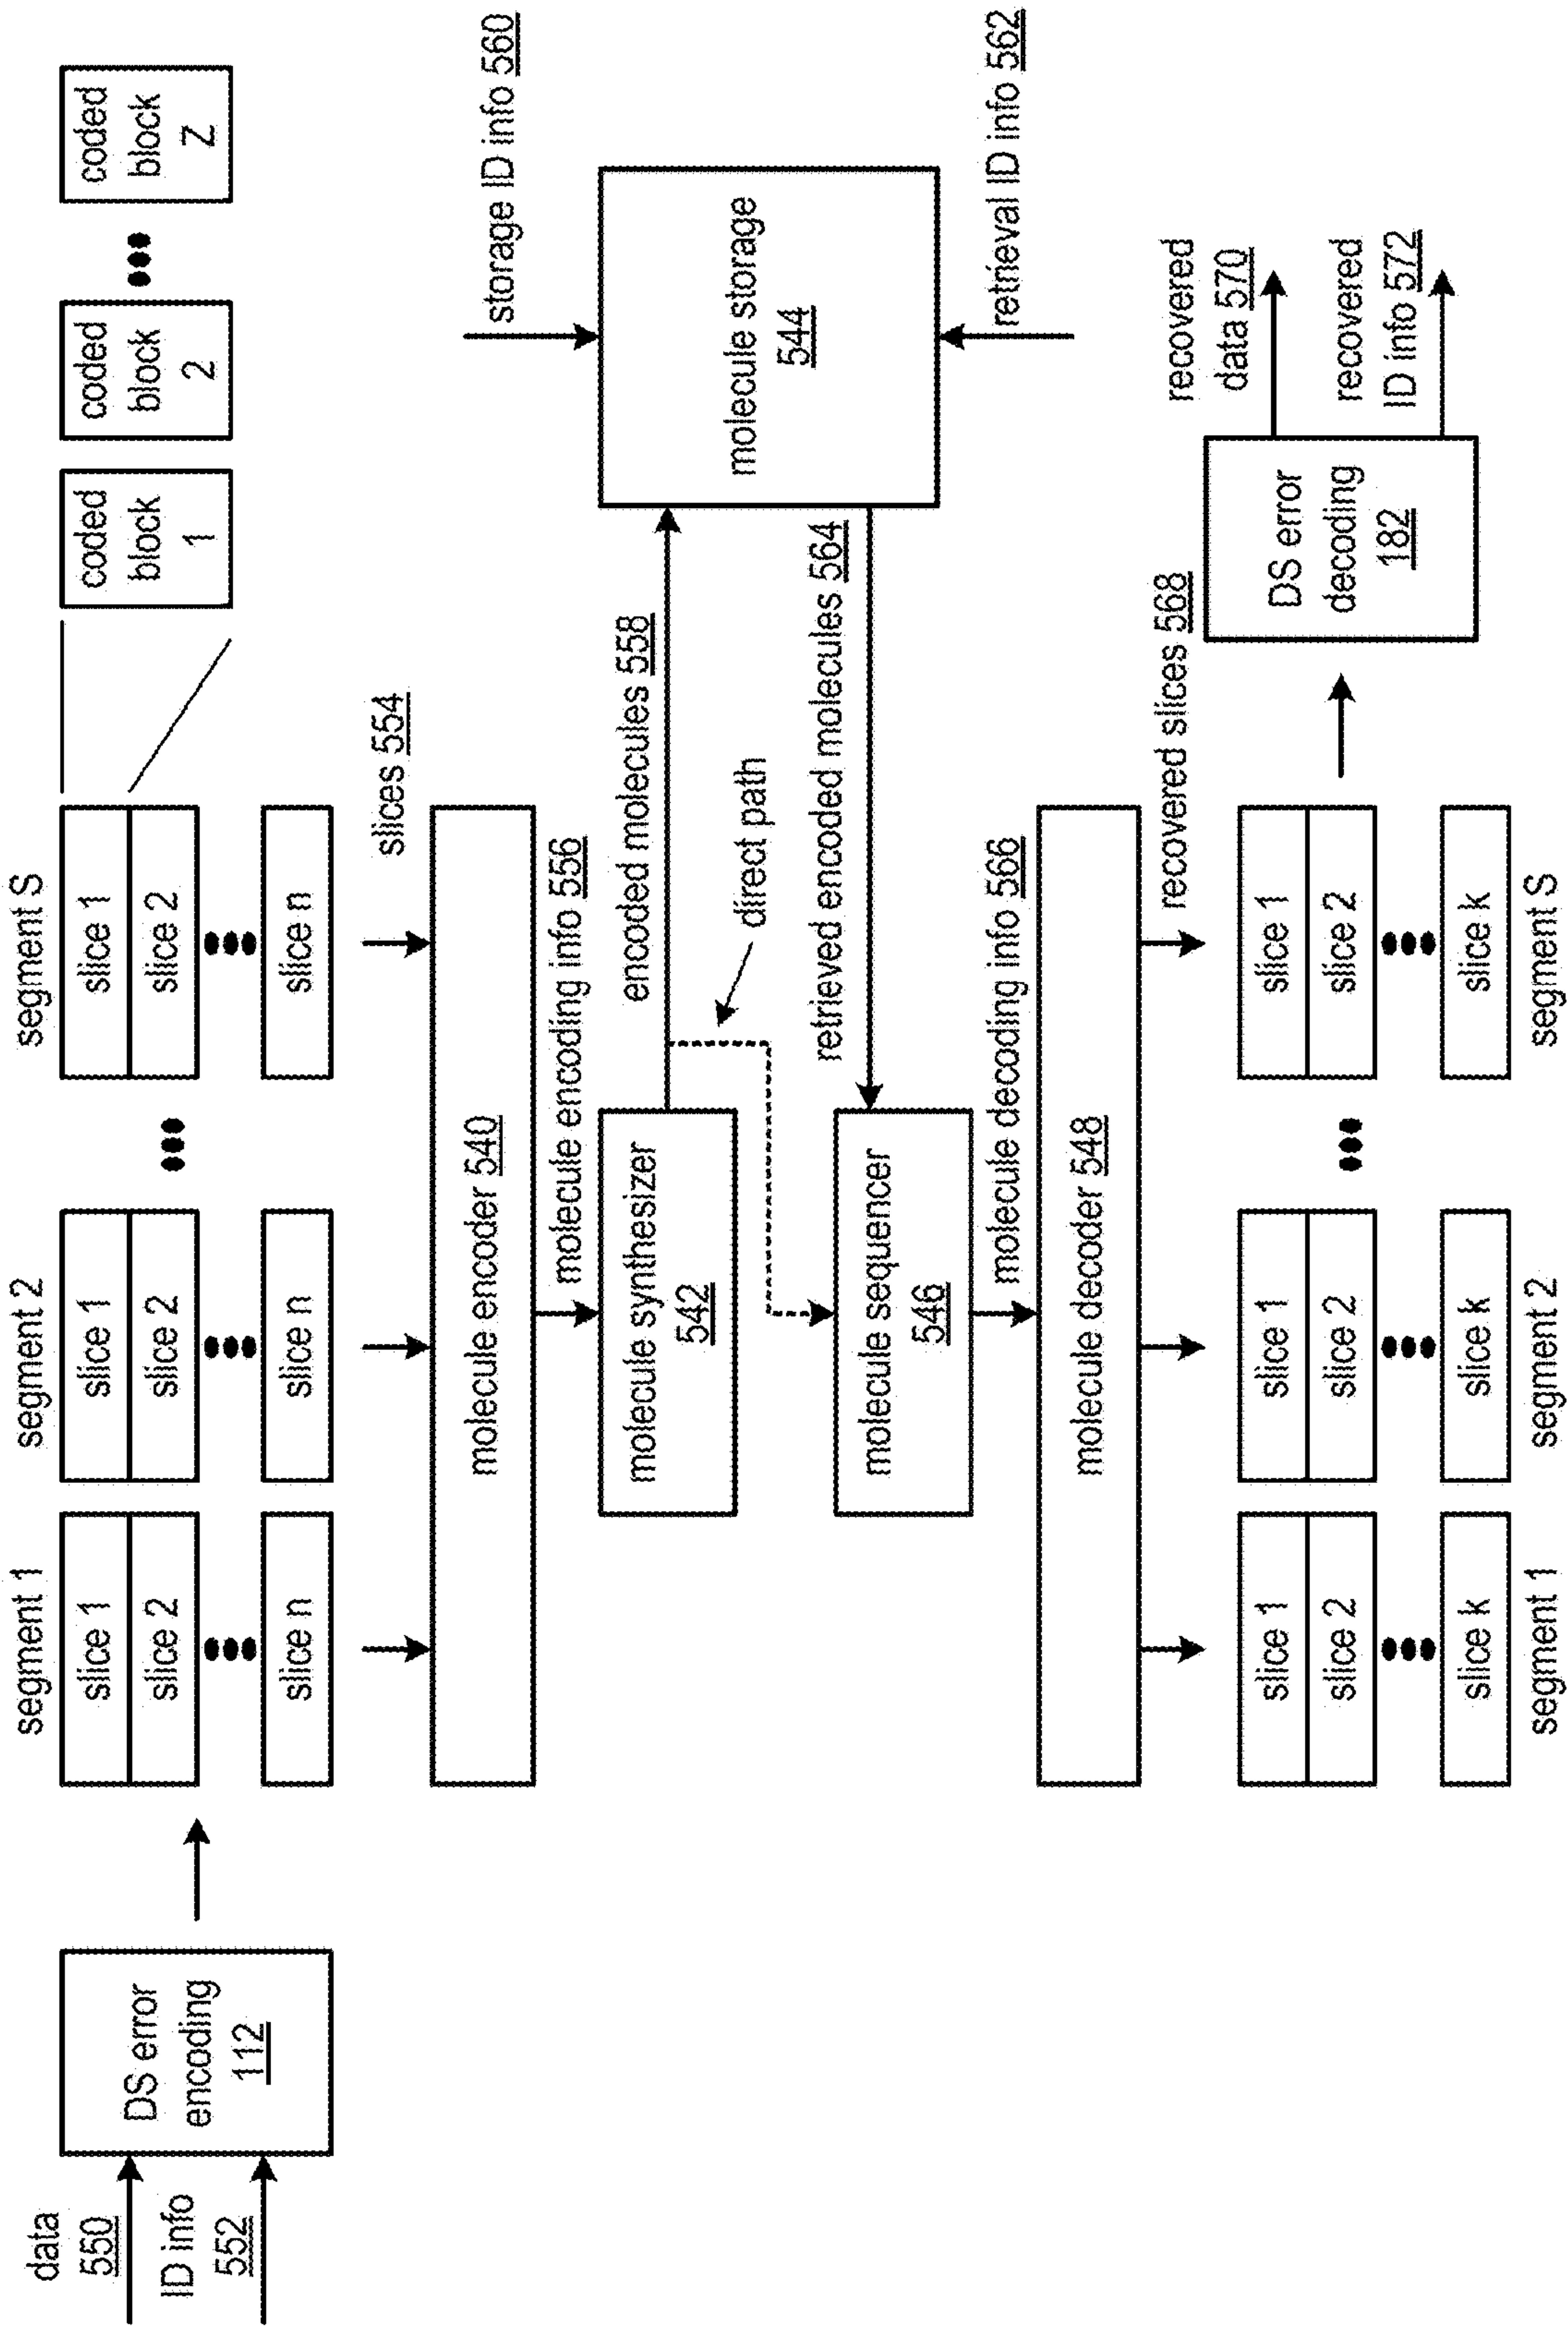 data
550
ID info
552
DS error
encoding
112
segment 1
slice 1
slice 2
slice n
segment 2
slice 1
slice 2
slice n
segment S
slice 1
slice 2
slice n
coded
block
1
coded
block
2
coded
block
Z
slices 554
molecule encoder 540
molecule encoding info 556
molecule synthesizer
542
encoded molecules 558
direct path
storage ID info 560
molecule storage
544
retrieval ID info 562
retrieved encoded molecules 564
molecule sequencer
546
molecule decoding info 566
molecule decoder 548
recovered slices 568
slice 1
slice 2
slice k
segment 1
slice 1
slice 2
slice k
segment 2
slice 1
slice 2
slice k
segment S
DS error
decoding
182
recovered
data 570
recovered
ID info 572